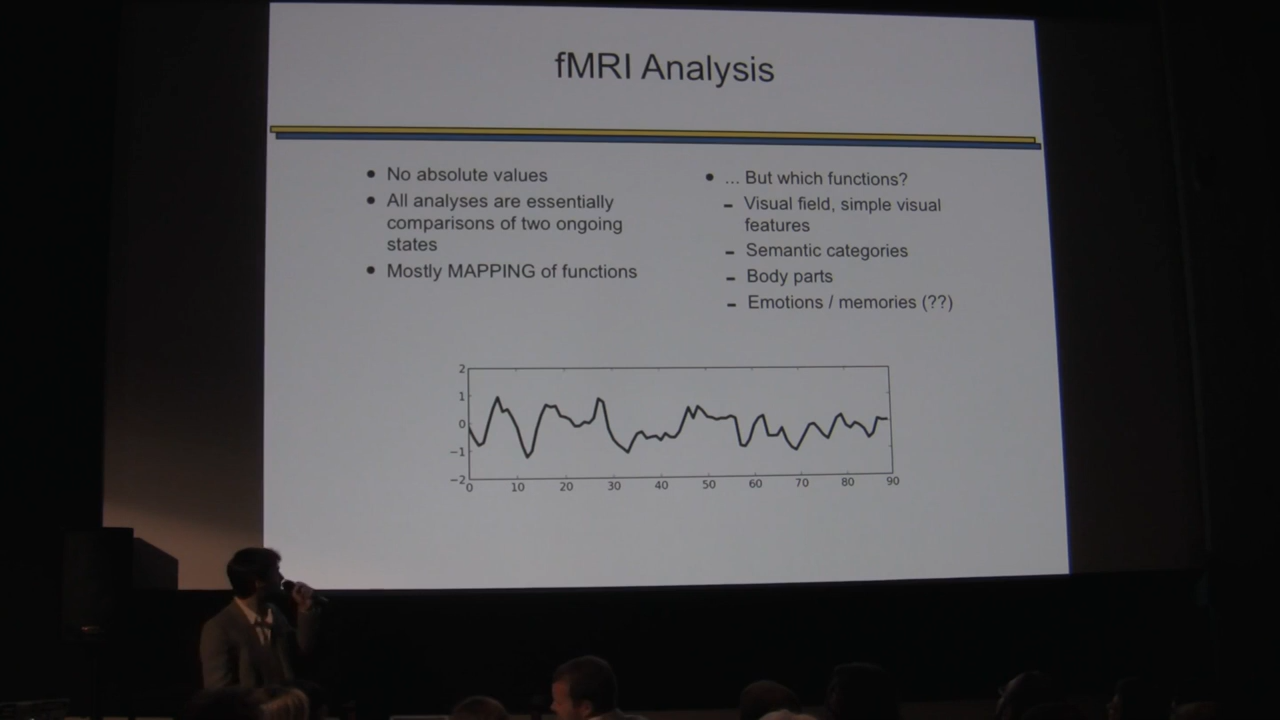 fMRI Analysis
● No absolute values
● All analyses are essentially
comparisons of two ongoing
states
● Mostly MAPPING of functions
● ... But which functions?
– Visual field, simple visual
features
– Semantic categories
– Body parts
– Emotions / memories (??)
2
1
0
−1
−2
0 10 20 30 40 50 60 70 80 90